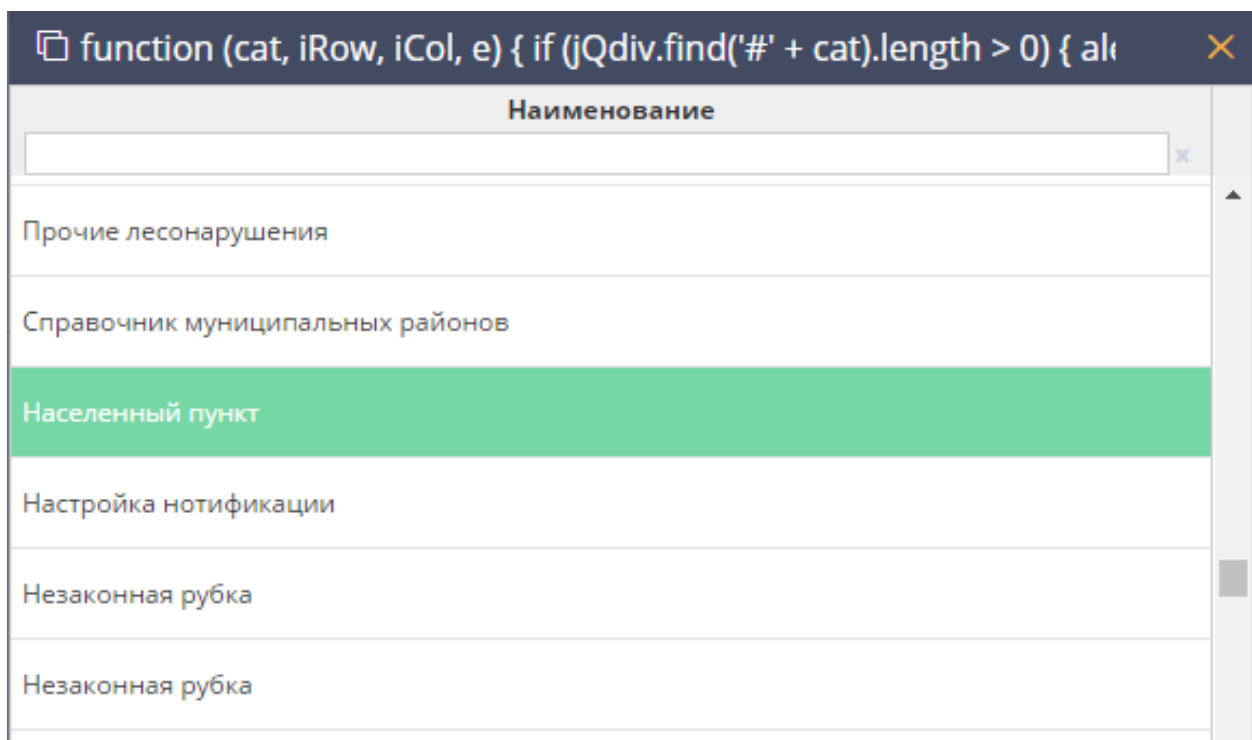 function (cat, iRow, iCol, e) { if (jQdiv.find('#' + cat).length > 0) { ale
Наименование
x
Прочие лесонарушения
Справочник муниципальных районов
Населенный пункт
Настройка нотификации
Незаконная рубка
Незаконная рубка